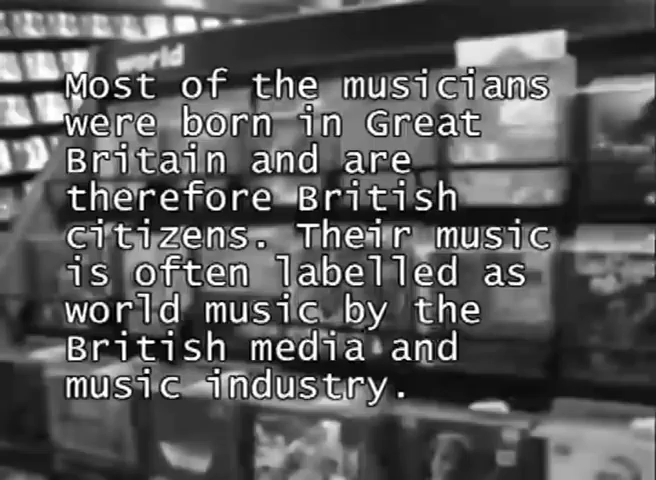 world
Most of the musicians
were born in Great
Britain and are
therefore British
citizens. Their music
is often labelled as
world music by the
British media and
music industry.